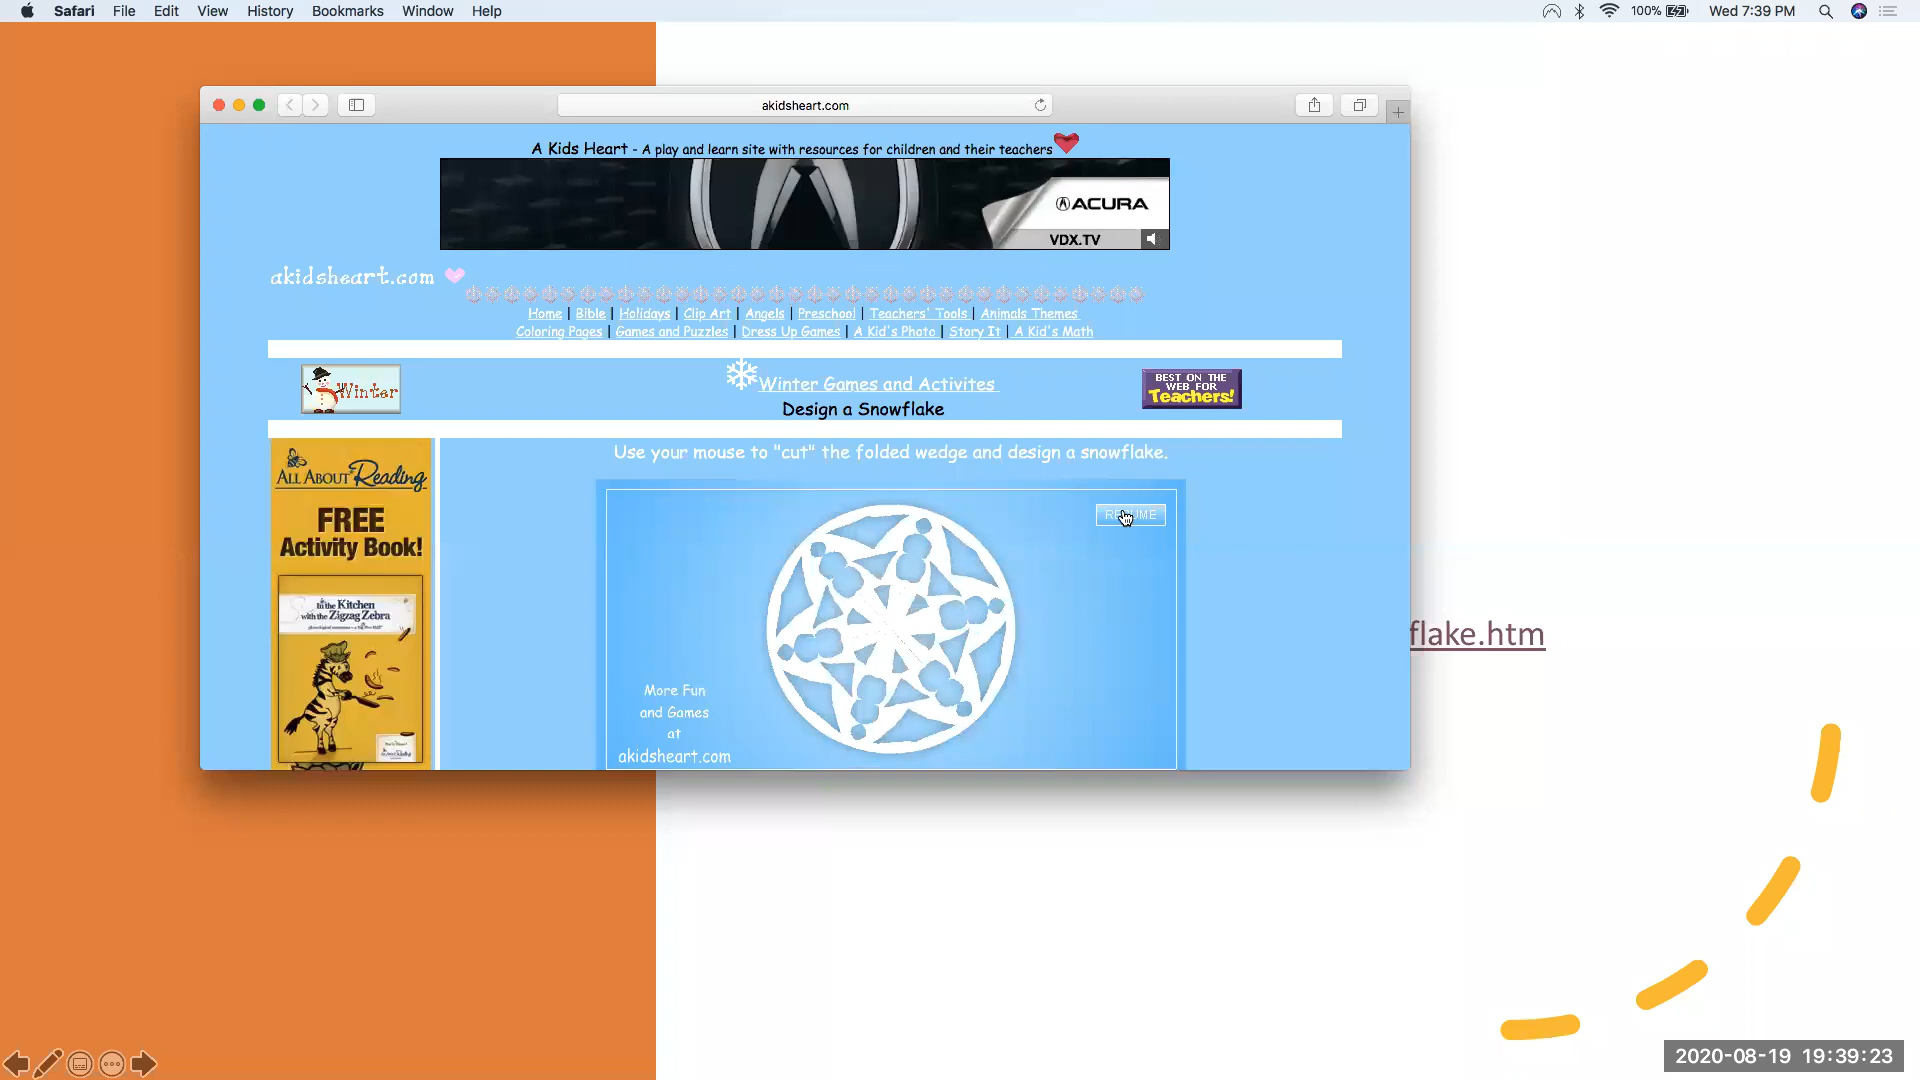 Safari File Edit View History Bookmarks Window Help
100% Wed 7:39 PM
akidsheart.com
A Kids Heart - A play and learn site with resources for children and their teachers
ACURA
VDX.TV
akidsheart.com
Home | Bible | Holidays | Clip Art | Angels | Preschool | Teachers' Tools | Animals Themes
Coloring Pages | Games and Puzzles | Dress Up Games | A Kid's Photo | Story It | A Kid's Math
Winter
Winter Games and Activites
Design a Snowflake
BEST ON THE
WEB FOR
Teachers!
Use your mouse to "cut" the folded wedge and design a snowflake.
ALL ABOUT Reading
FREE
Activity Book!
In the Kitchen
with the Zigzag Zebra
More Fun
and Games
at
akidsheart.com
flake.htm
2020-08-19 19:39:23